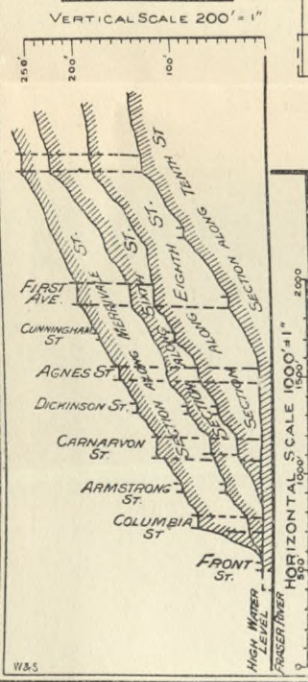 VERTICAL SCALE 200' = 1"
250'
200'
100'
SECTION ALONG MERRIVALE ST.
SECTION ALONG SIXTH ST.
SECTION ALONG EIGHTH ST.
SECTION ALONG TENTH ST
FIRST AVE.
CUNNINGHAM ST
AGNES ST
DICKINSON ST.
CARNARVON ST.
ARMSTRONG ST.
COLUMBIA ST
FRONT ST.
HIGH WATER LEVEL
FRASER RIVER
HORIZONTAL SCALE 1000' = 1"
0
500'
1000
1500'
2000
W&S